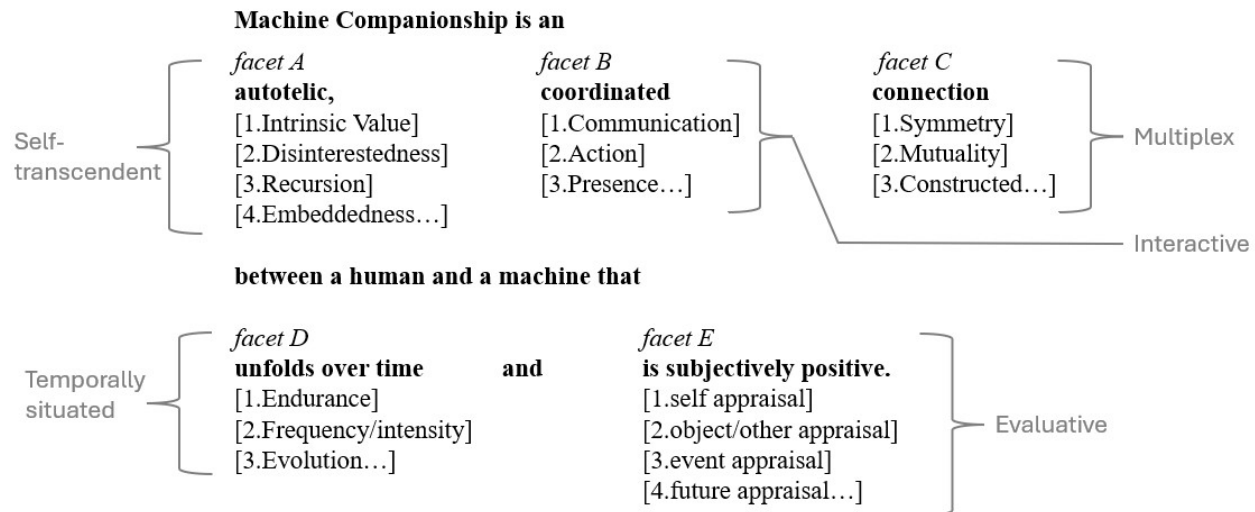 Machine Companionship is an
facet A
autotelic,
[1.Intrinsic Value]
[2.Disinterestedness]
[3.Recursion]
[4.Embeddedness…]
Self-
transcendent
facet B
coordinated
[1.Communication]
[2.Action]
[3.Presence…]
Interactive
facet C
connection
[1.Symmetry]
[2.Mutuality]
[3.Constructed…]
Multiplex
between a human and a machine that
facet D
unfolds over time
[1.Endurance]
[2.Frequency/intensity]
[3.Evolution…]
Temporally
situated
and
facet E
is subjectively positive.
[1.self appraisal]
[2.object/other appraisal]
[3.event appraisal]
[4.future appraisal…]
Evaluative